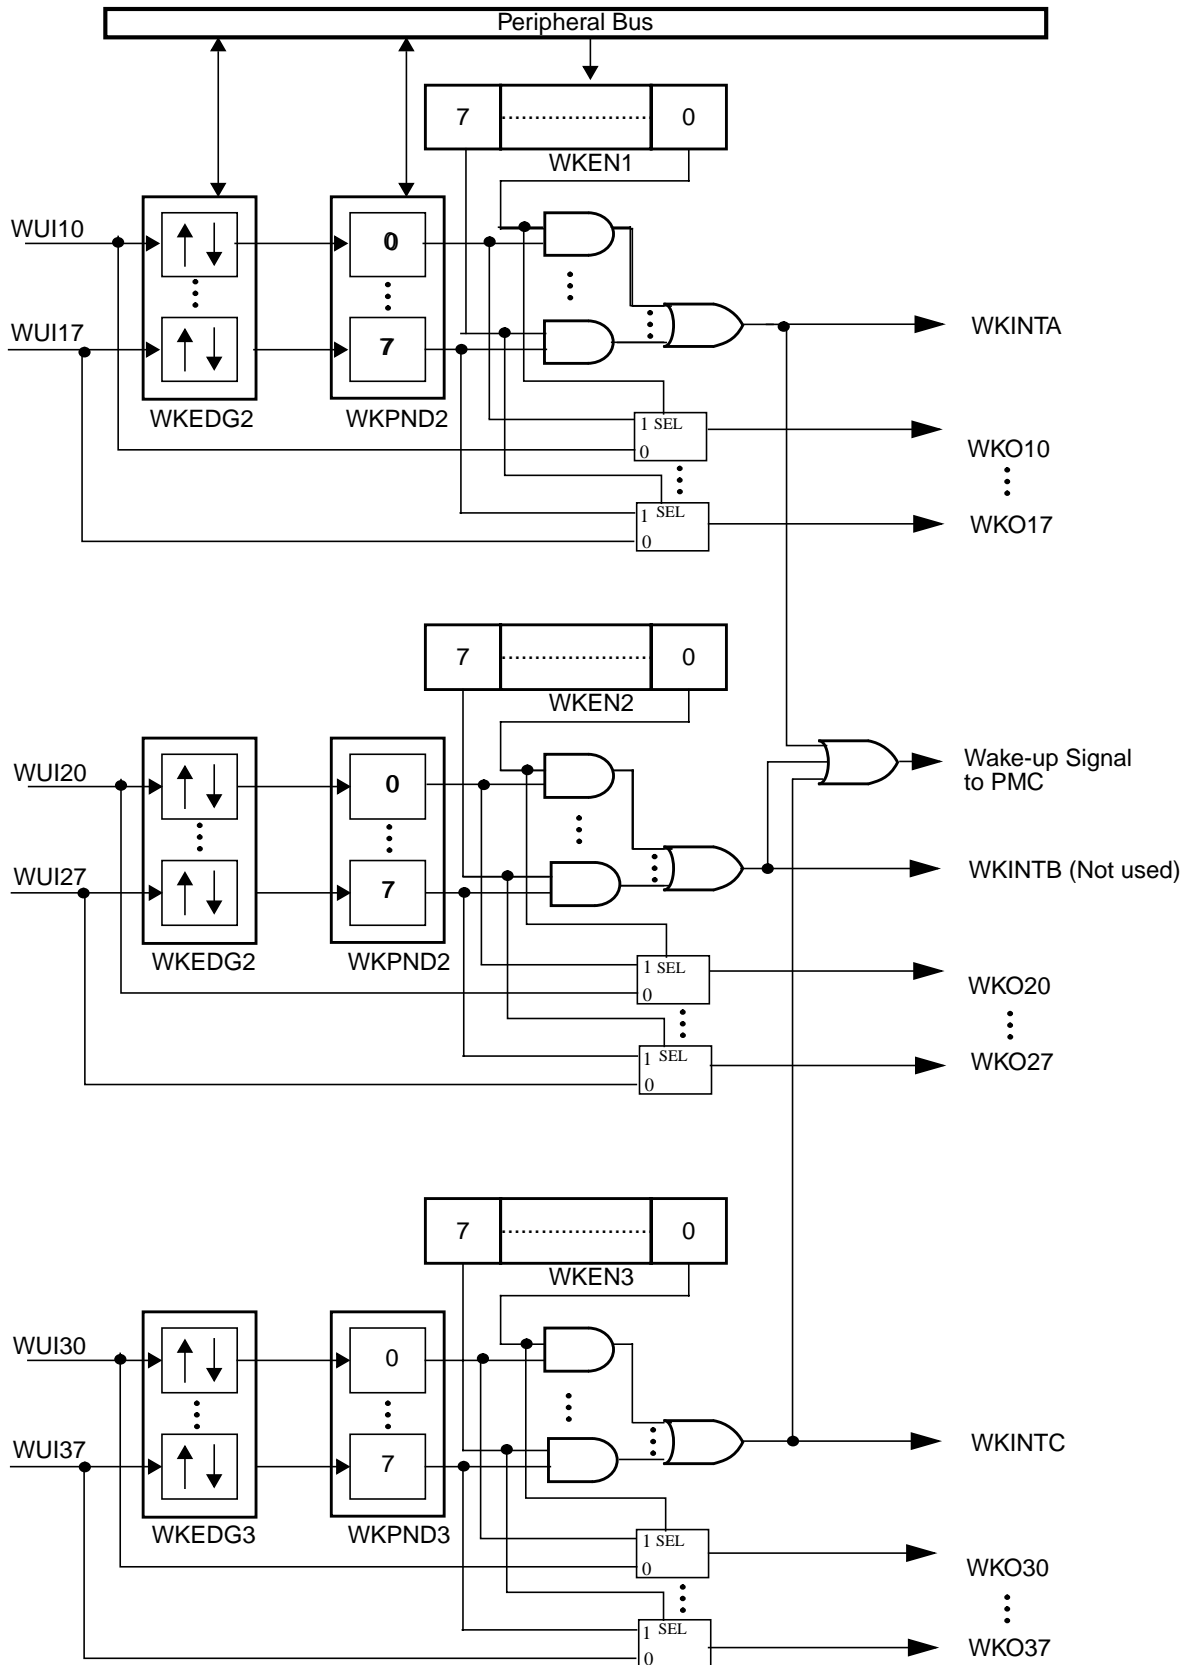 Peripheral Bus
7 0
WKEN1
WUI10
0
WUI17
7
WKINTA
WKEDG2 WKPND2
1 SEL
0
WKO10
1 SEL
0
WKO17
7 0
WKEN2
WUI20
0
Wake-up Signal
to PMC
WUI27
7
WKINTB (Not used)
WKEDG2 WKPND2
1 SEL
0
WKO20
1 SEL
0
WKO27
7 0
WKEN3
WUI30
0
WUI37
7
WKINTC
WKEDG3 WKPND3
1 SEL
0
WKO30
1 SEL
0
WKO37